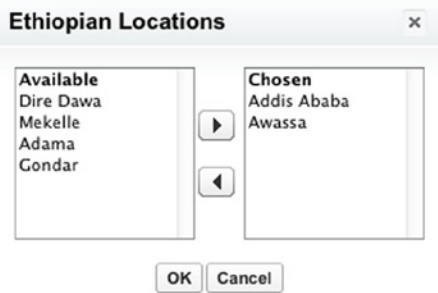 Ethiopian Locations
Available
Dire Dawa
Mekelle
Adama
Gondar
Chosen
Addis Ababa
Awassa
OK
Cancel